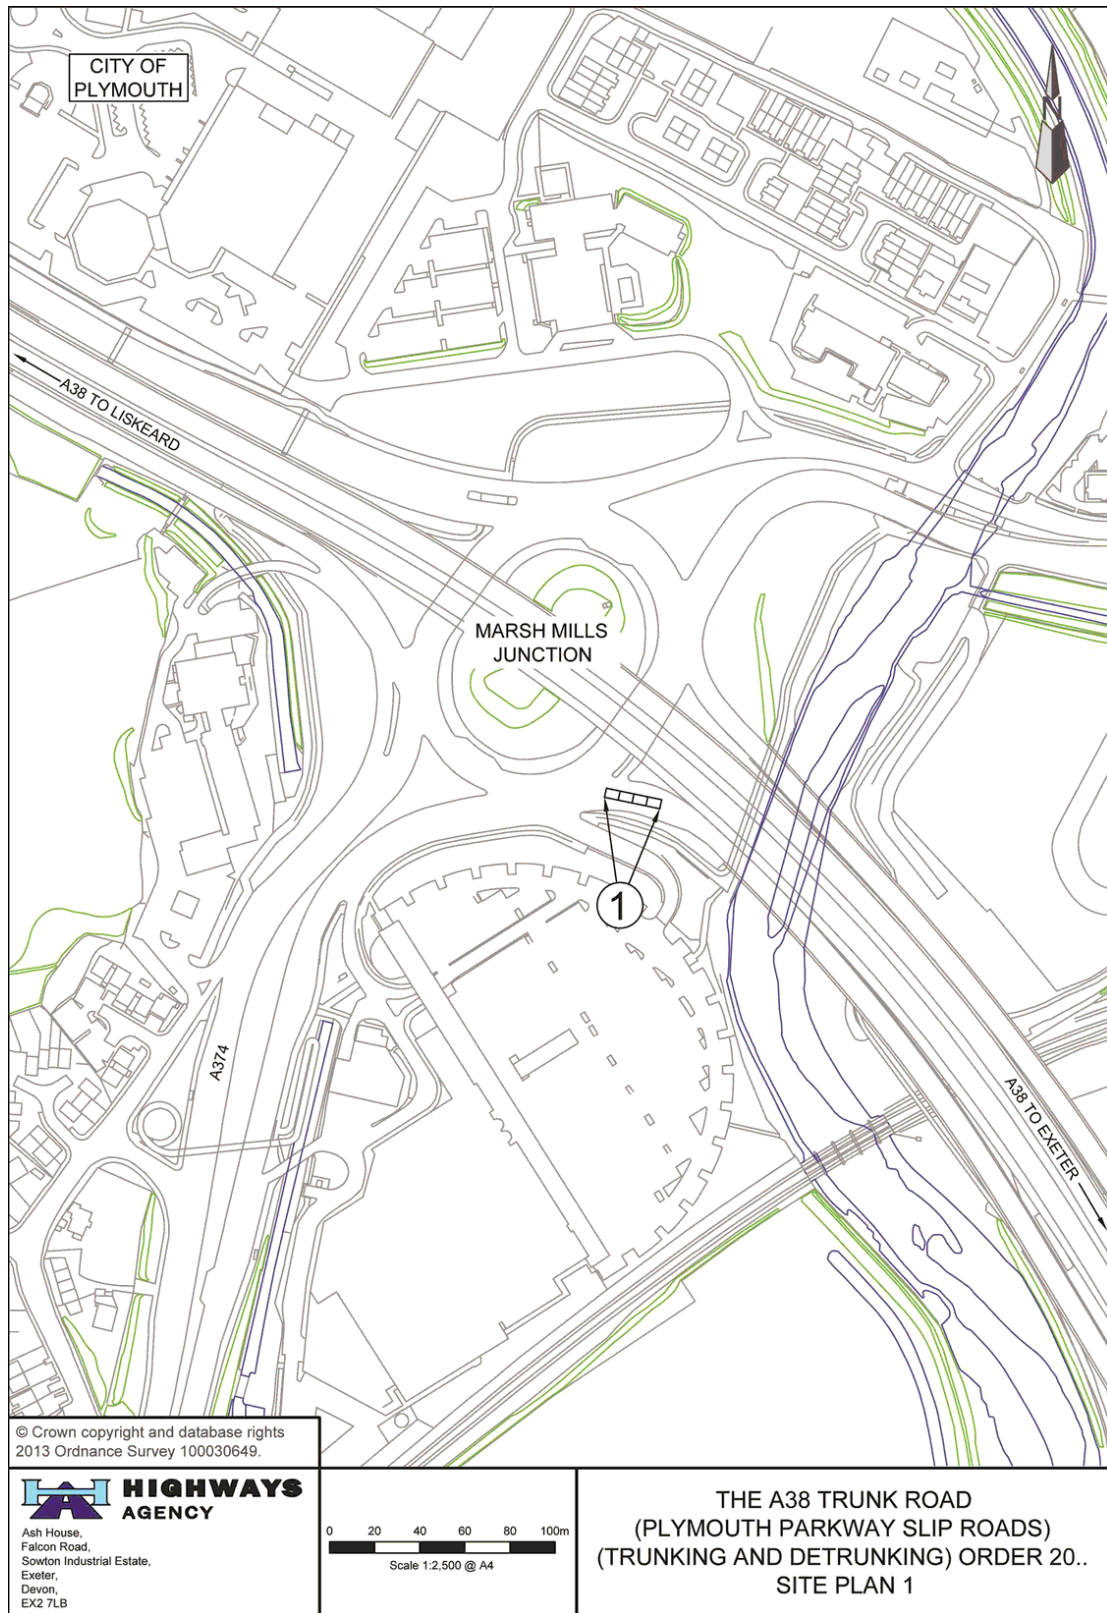 CITY OF
PLYMOUTH
N
A38 TO LISKEARD
MARSH MILLS
JUNCTION
1
A374
A38 TO EXETER
© Crown copyright and database rights
2013 Ordnance Survey 100030649.
HIGHWAYS
AGENCY
Ash House,
Falcon Road,
Sowton Industrial Estate,
Exeter,
Devon,
EX2 7LB
0 20 40 60 80 100m
Scale 1:2,500 @ A4
THE A38 TRUNK ROAD
(PLYMOUTH PARKWAY SLIP ROADS)
(TRUNKING AND DETRUNKING) ORDER 20..
SITE PLAN 1